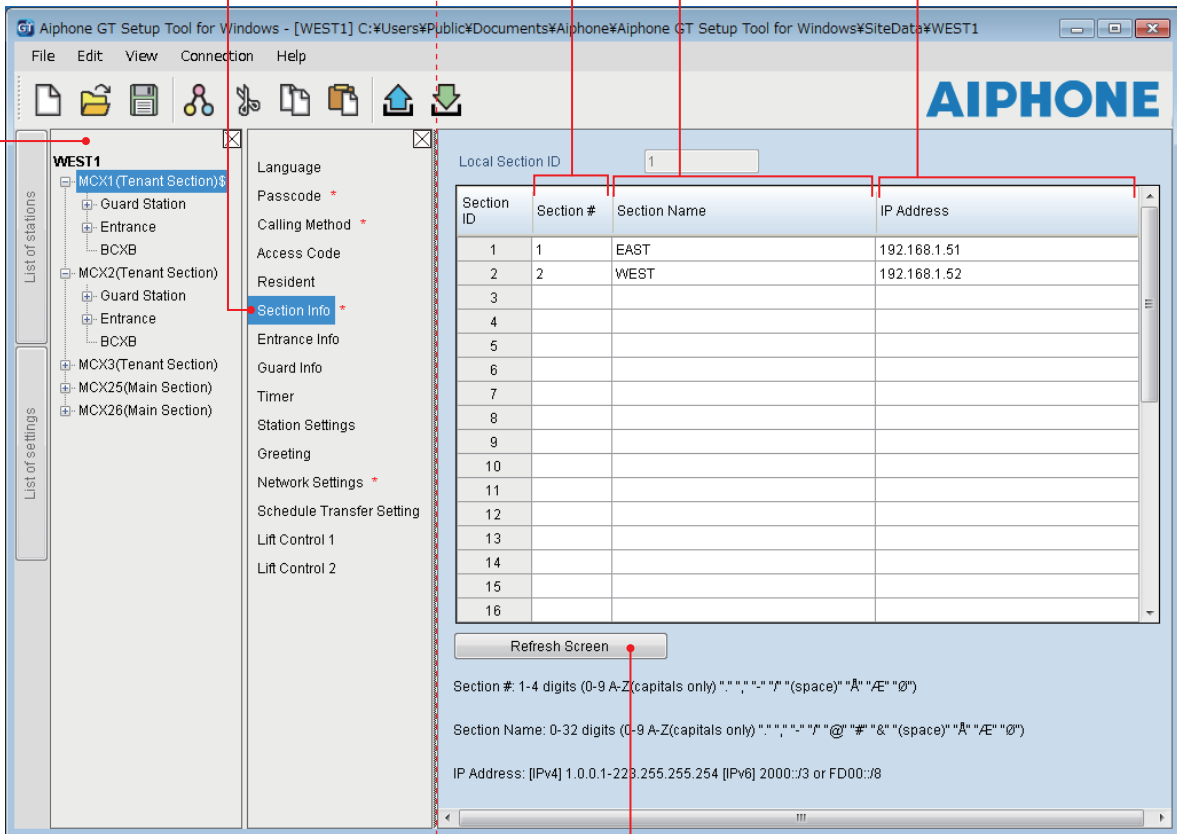 GT Aiphone GT Setup Tool for Windows - [WEST1] C:¥Users¥Public¥Documents¥Aiphone¥Aiphone GT Setup Tool for Windows¥SiteData¥WEST1
File Edit View Connection Help
AIPHONE
List of stations
List of settings
WEST1
MCX1(Tenant Section)$
Guard Station
Entrance
BCXB
MCX2(Tenant Section)
Guard Station
Entrance
BCXB
MCX3(Tenant Section)
MCX25(Main Section)
MCX26(Main Section)
Language
Passcode *
Calling Method *
Access Code
Resident
Section Info *
Entrance Info
Guard Info
Timer
Station Settings
Greeting
Network Settings *
Schedule Transfer Setting
Lift Control 1
Lift Control 2
Local Section ID 1
Section ID Section # Section Name IP Address
1 1 EAST 192.168.1.51
2 2 WEST 192.168.1.52
3
4
5
6
7
8
9
10
11
12
13
14
15
16
Refresh Screen
Section #: 1-4 digits (0-9 A-Z(capitals only) "." "," "-" "/" "(space)" "Å" "Æ" "Ø")
Section Name: 0-32 digits (0-9 A-Z(capitals only) "." "," "-" "/" "@" "#" "&" "(space)" "Å" "Æ" "Ø")
IP Address: [IPv4] 1.0.0.1-223.255.255.254 [IPv6] 2000::/3 or FD00::/8